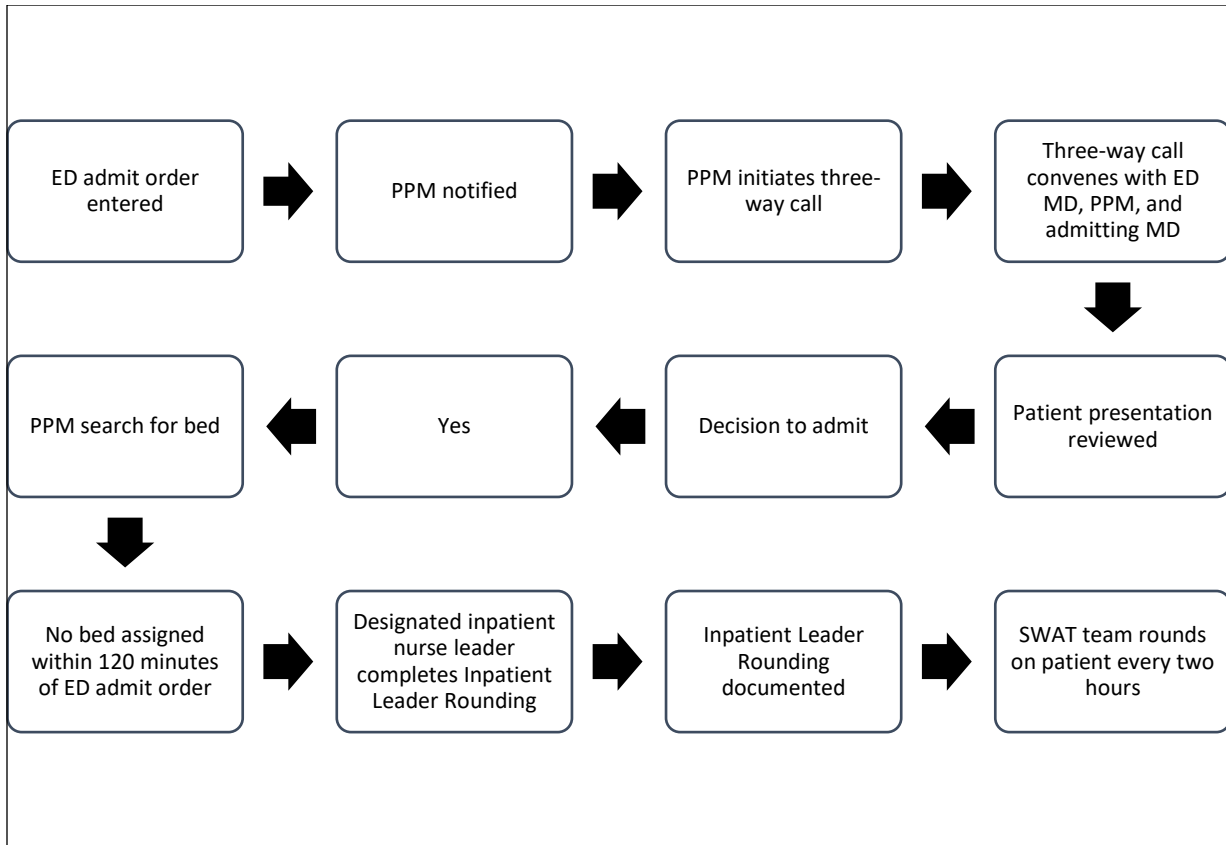 ED admit order
entered
PPM notified
PPM initiates three-
way call
Three-way call
convenes with ED
MD, PPM, and
admitting MD
Patient presentation
reviewed
Decision to admit
Yes
PPM search for bed
No bed assigned
within 120 minutes
of ED admit order
Designated inpatient
nurse leader
completes Inpatient
Leader Rounding
Inpatient Leader
Rounding
documented
SWAT team rounds
on patient every two
hours